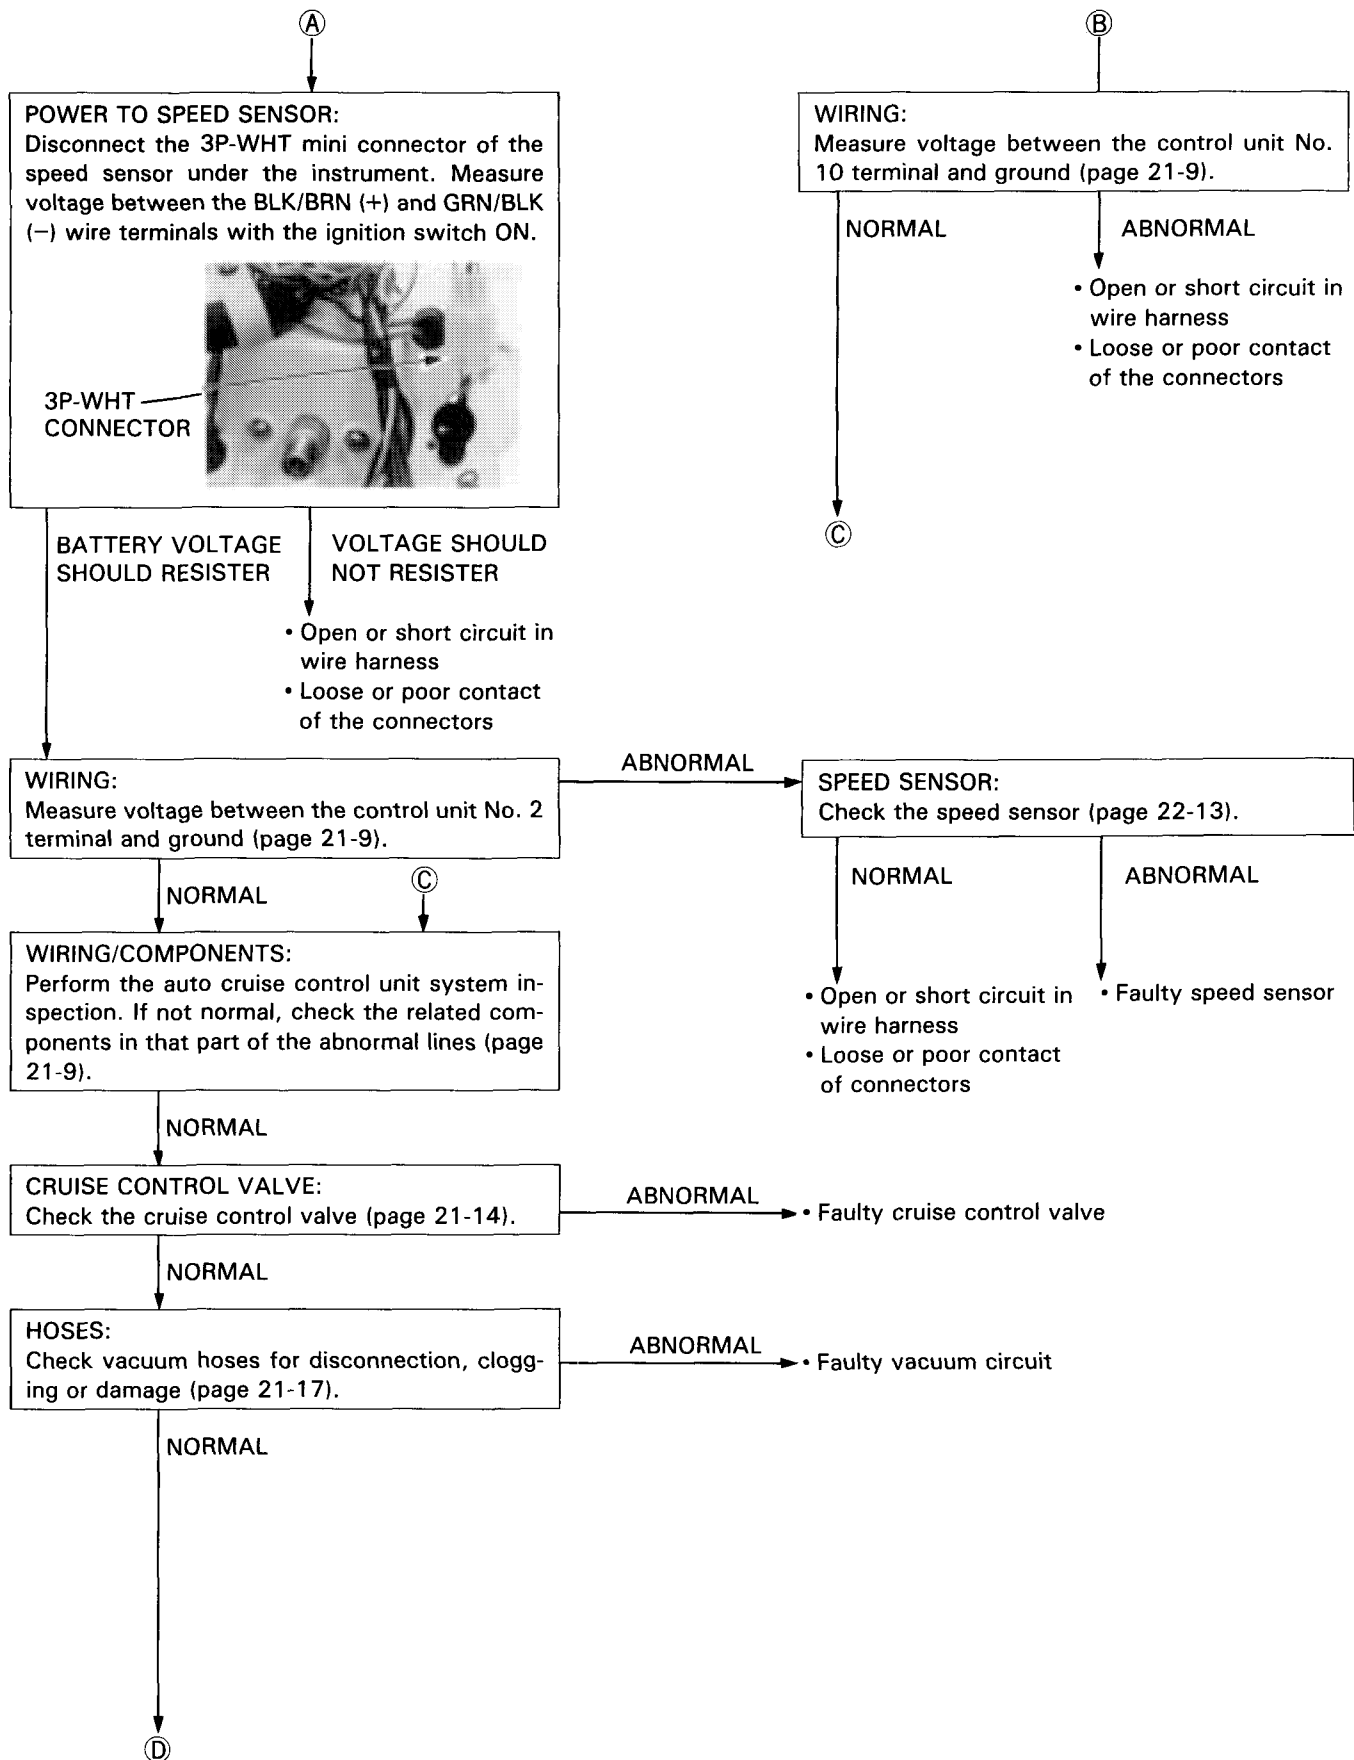 Ⓐ
POWER TO SPEED SENSOR:
Disconnect the 3P-WHT mini connector of the
speed sensor under the instrument. Measure
voltage between the BLK/BRN (+) and GRN/BLK
(−) wire terminals with the ignition switch ON.
3P-WHT
CONNECTOR
BATTERY VOLTAGE
SHOULD RESISTER
VOLTAGE SHOULD
NOT RESISTER
• Open or short circuit in
wire harness
• Loose or poor contact
of the connectors
Ⓑ
WIRING:
Measure voltage between the control unit No.
10 terminal and ground (page 21-9).
NORMAL
ABNORMAL
• Open or short circuit in
wire harness
• Loose or poor contact
of the connectors
Ⓒ
WIRING:
Measure voltage between the control unit No. 2
terminal and ground (page 21-9).
ABNORMAL
SPEED SENSOR:
Check the speed sensor (page 22-13).
NORMAL
ABNORMAL
• Open or short circuit in
wire harness
• Loose or poor contact
of connectors
• Faulty speed sensor
NORMAL
Ⓒ
WIRING/COMPONENTS:
Perform the auto cruise control unit system in-
spection. If not normal, check the related com-
ponents in that part of the abnormal lines (page
21-9).
NORMAL
CRUISE CONTROL VALVE:
Check the cruise control valve (page 21-14).
ABNORMAL
• Faulty cruise control valve
NORMAL
HOSES:
Check vacuum hoses for disconnection, clogg-
ing or damage (page 21-17).
ABNORMAL
• Faulty vacuum circuit
NORMAL
Ⓓ